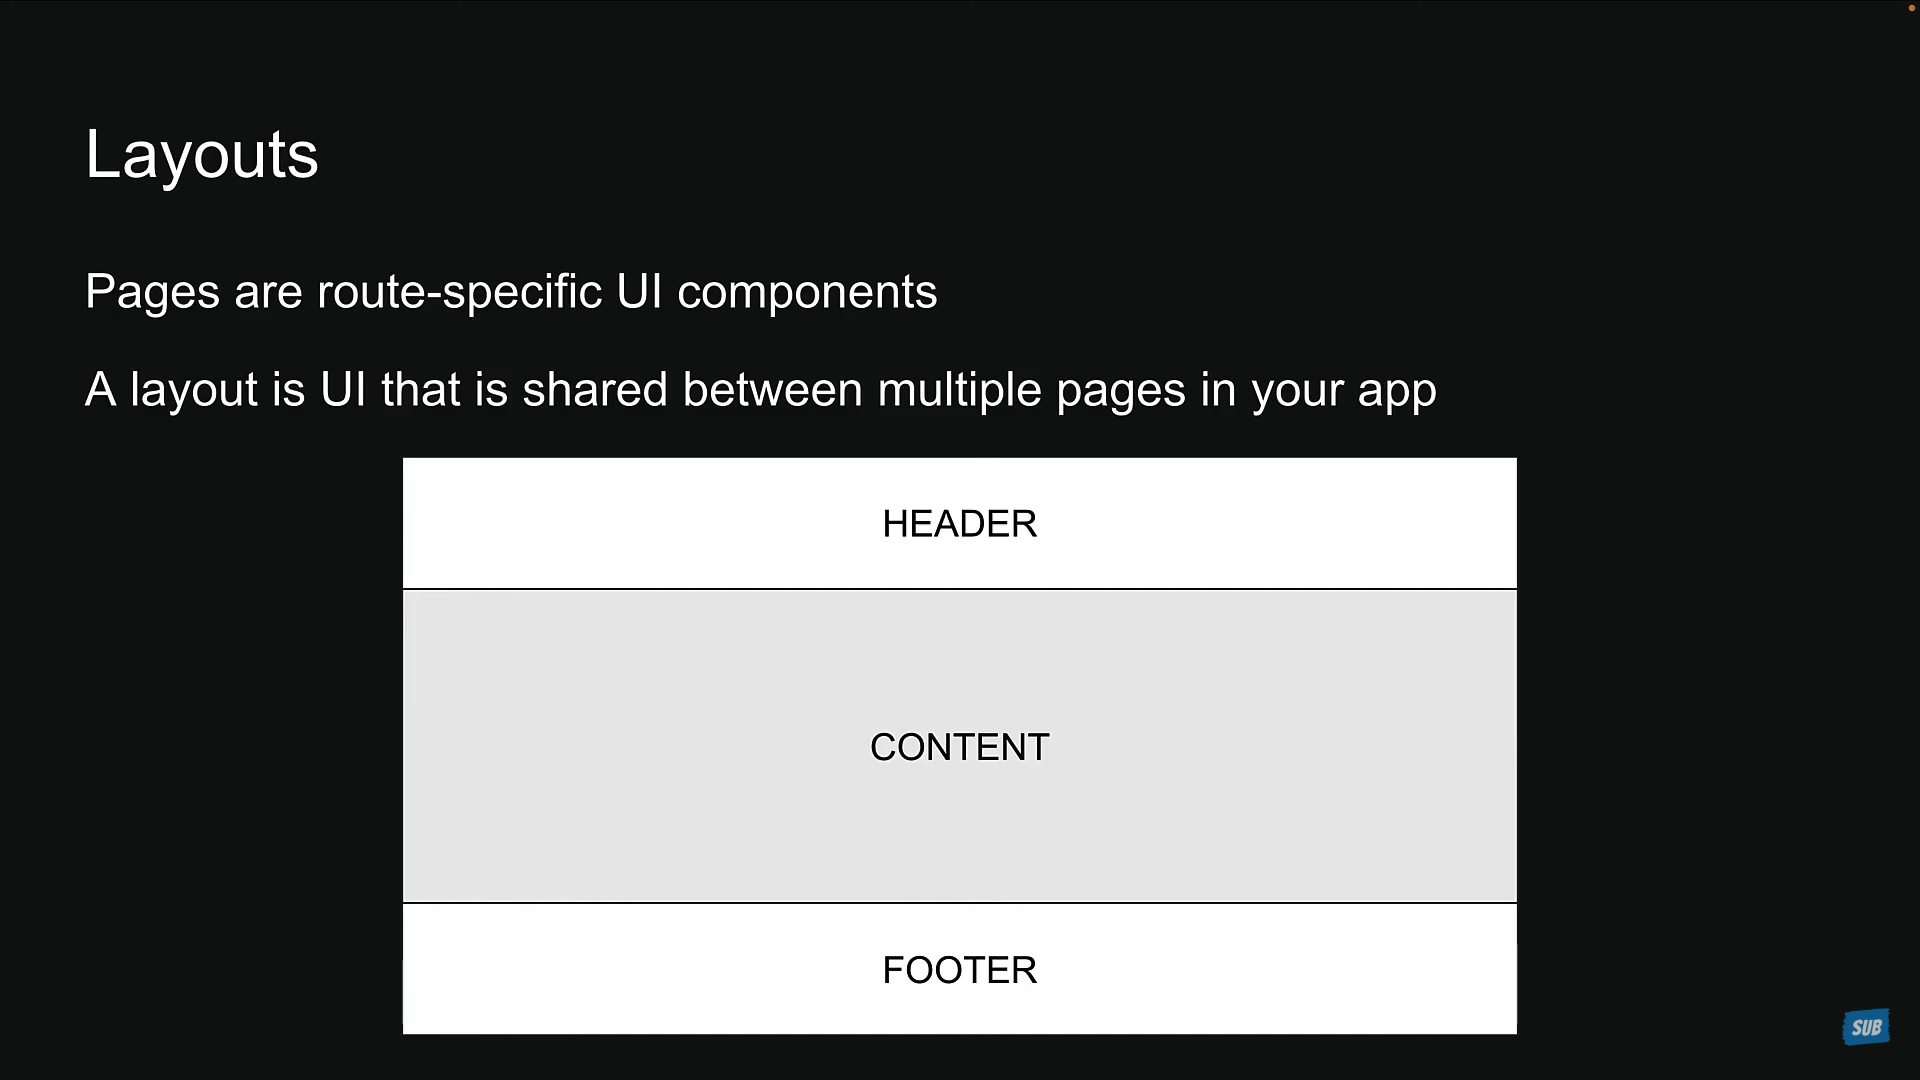 Layouts
Pages are route-specific UI components
A layout is UI that is shared between multiple pages in your app
HEADER
CONTENT
FOOTER
SUB